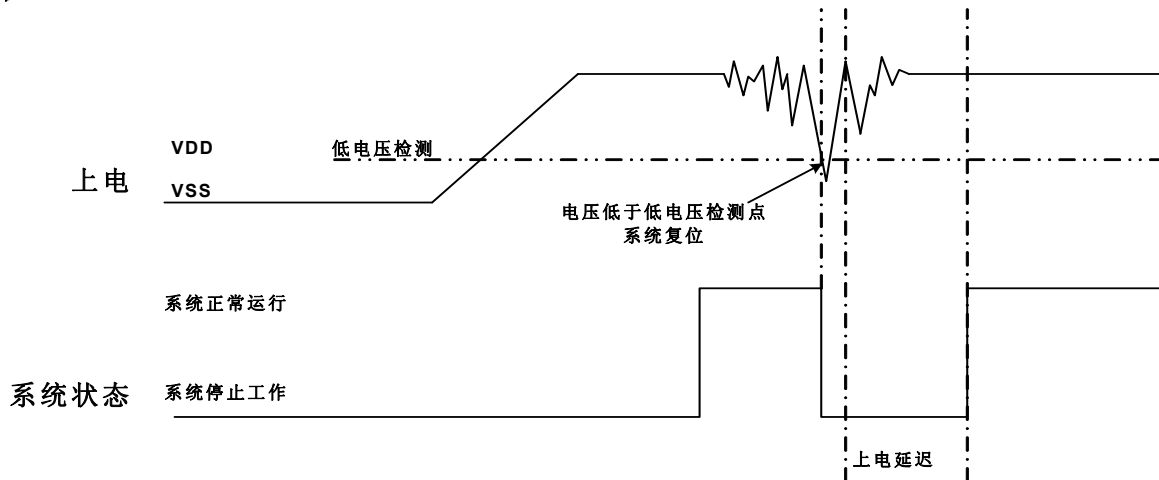 VDD
低电压检测
上电
VSS
电压低于低电压检测点
系统复位
系统正常运行
系统状态
系统停止工作
上电延迟